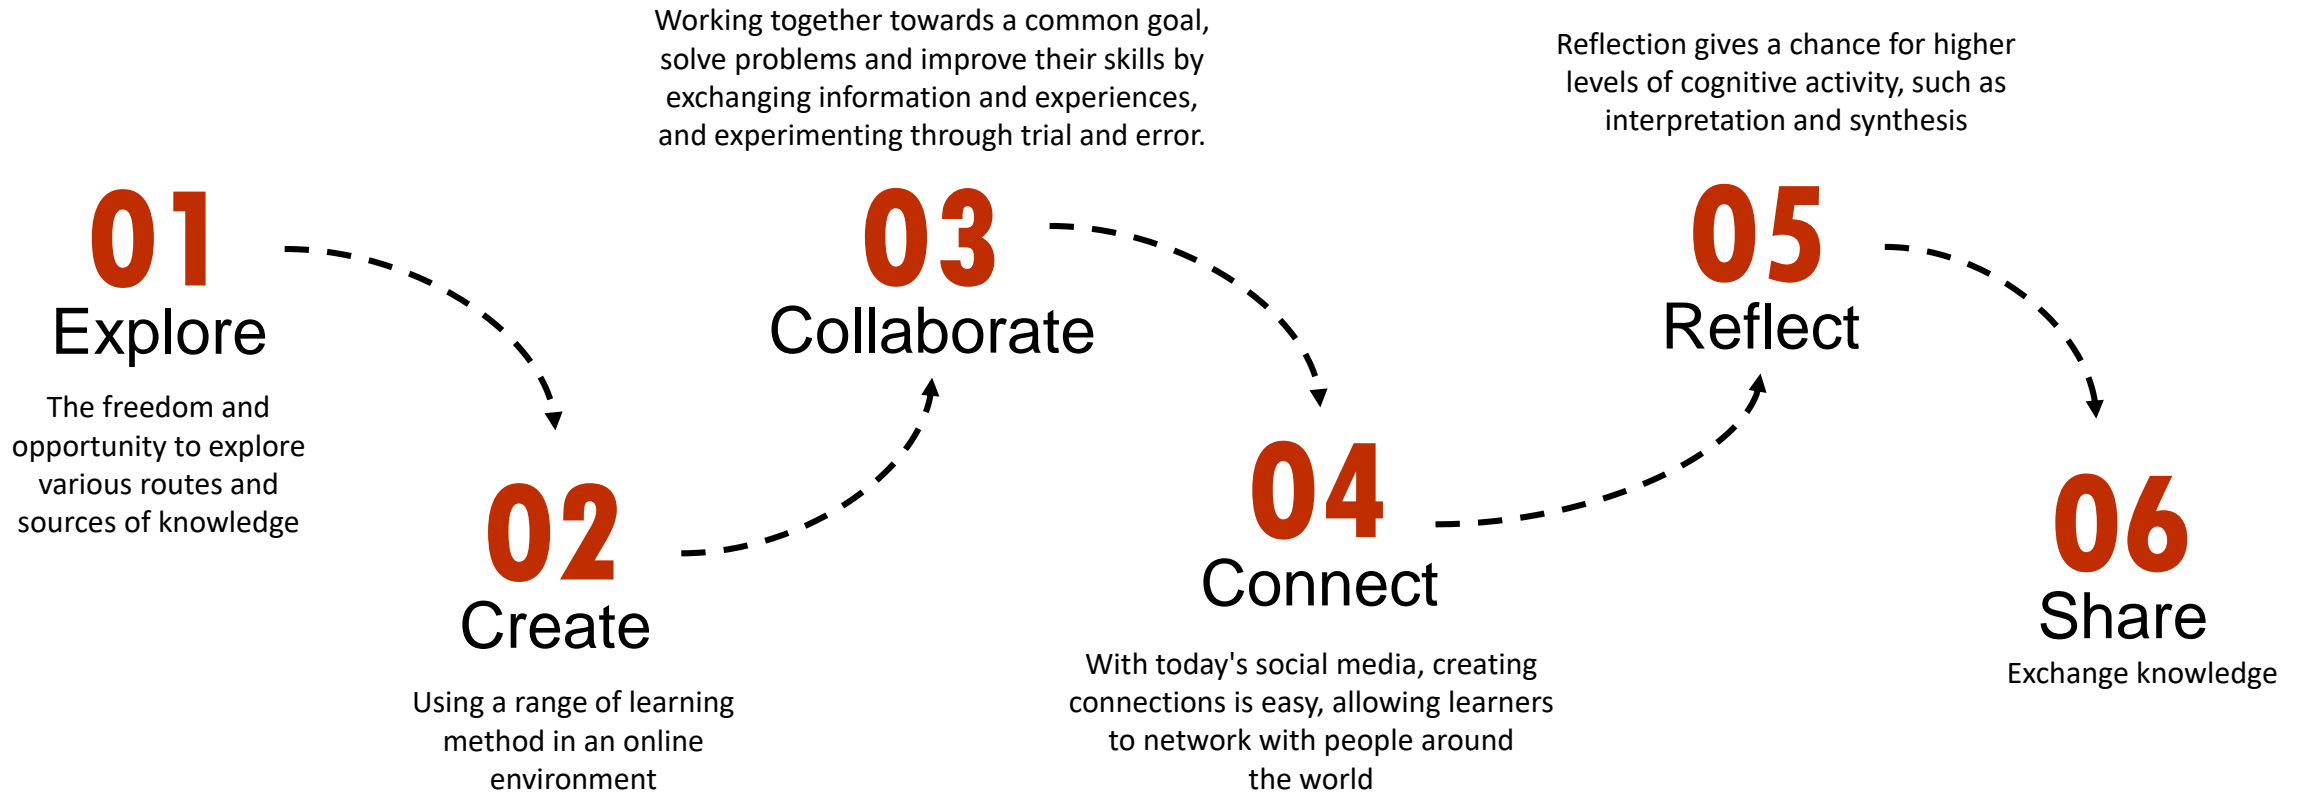 01
Explore
The freedom and
opportunity to explore
various routes and
sources of knowledge
02
Create
Using a range of learning
method in an online
environment
Working together towards a common goal,
solve problems and improve their skills by
exchanging information and experiences,
and experimenting through trial and error.
03
Collaborate
04
Connect
With today's social media, creating
connections is easy, allowing learners
to network with people around
the world
Reflection gives a chance for higher
levels of cognitive activity, such as
interpretation and synthesis
05
Reflect
06
Share
Exchange knowledge